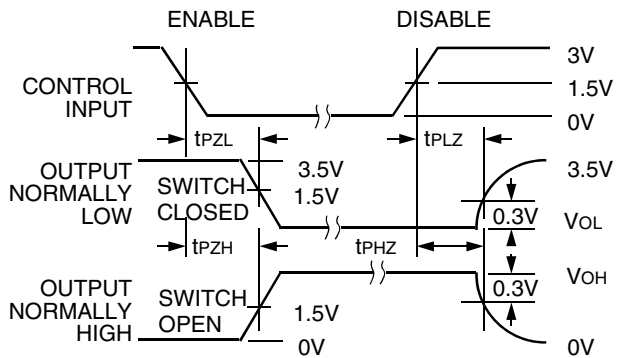 ENABLE
DISABLE
3V
CONTROL
INPUT
1.5V
0V
tPZL
tPLZ
OUTPUT
NORMALLY
LOW
SWITCH
CLOSED
3.5V
1.5V
3.5V
0.3V
VOL
tPZH
tPHZ
OUTPUT
NORMALLY
HIGH
SWITCH
OPEN
1.5V
0V
VOH
0.3V
0V